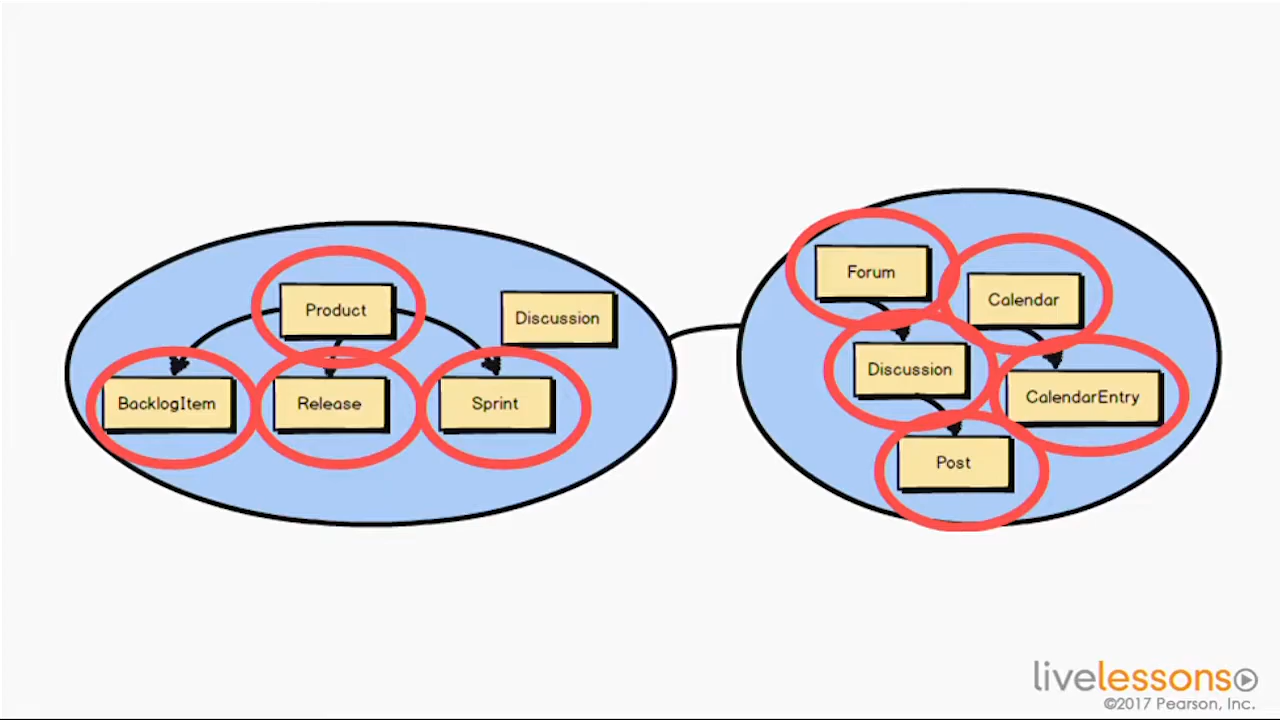 Product
Discussion
BacklogItem
Release
Sprint
Forum
Calendar
Discussion
CalendarEntry
Post
livelessons
©2017 Pearson, Inc.